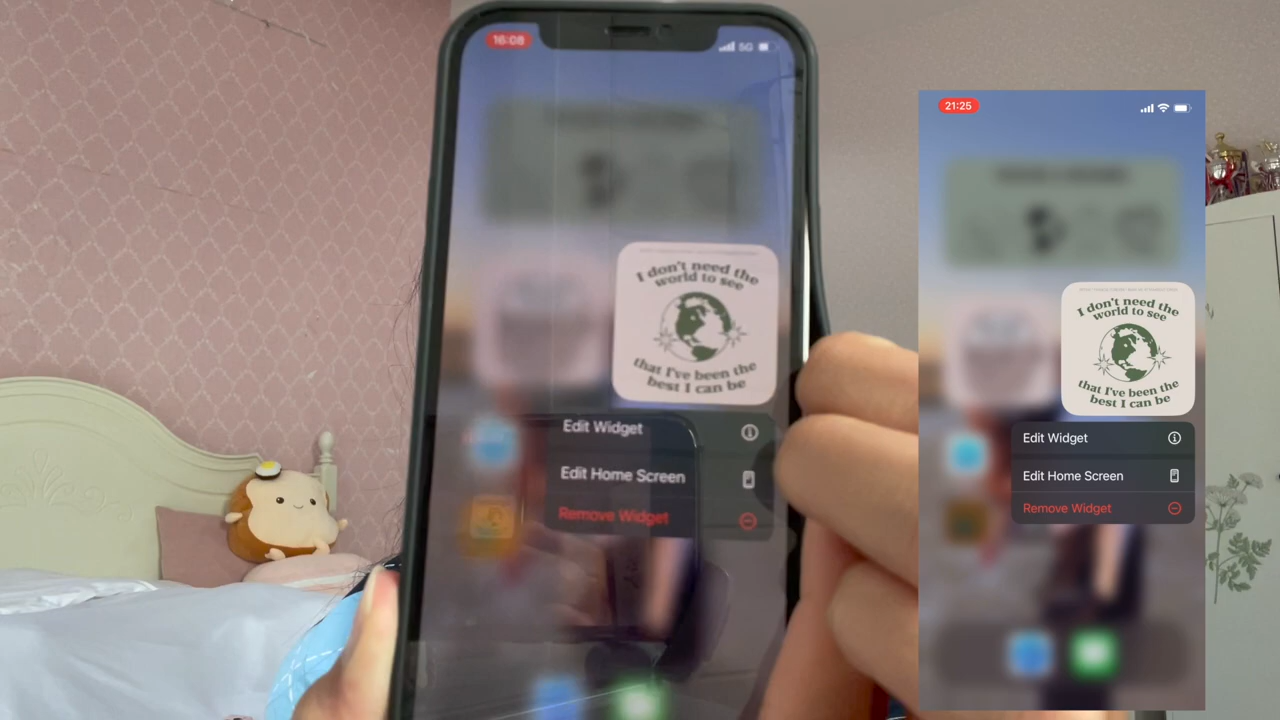 16:08
5G
I don't need the
world to see
that I've been the
best I can be
Edit Widget
Edit Home Screen
Remove Widget
21:25
I don't need the
world to see
that I've been the
best I can be
Edit Widget
Edit Home Screen
Remove Widget